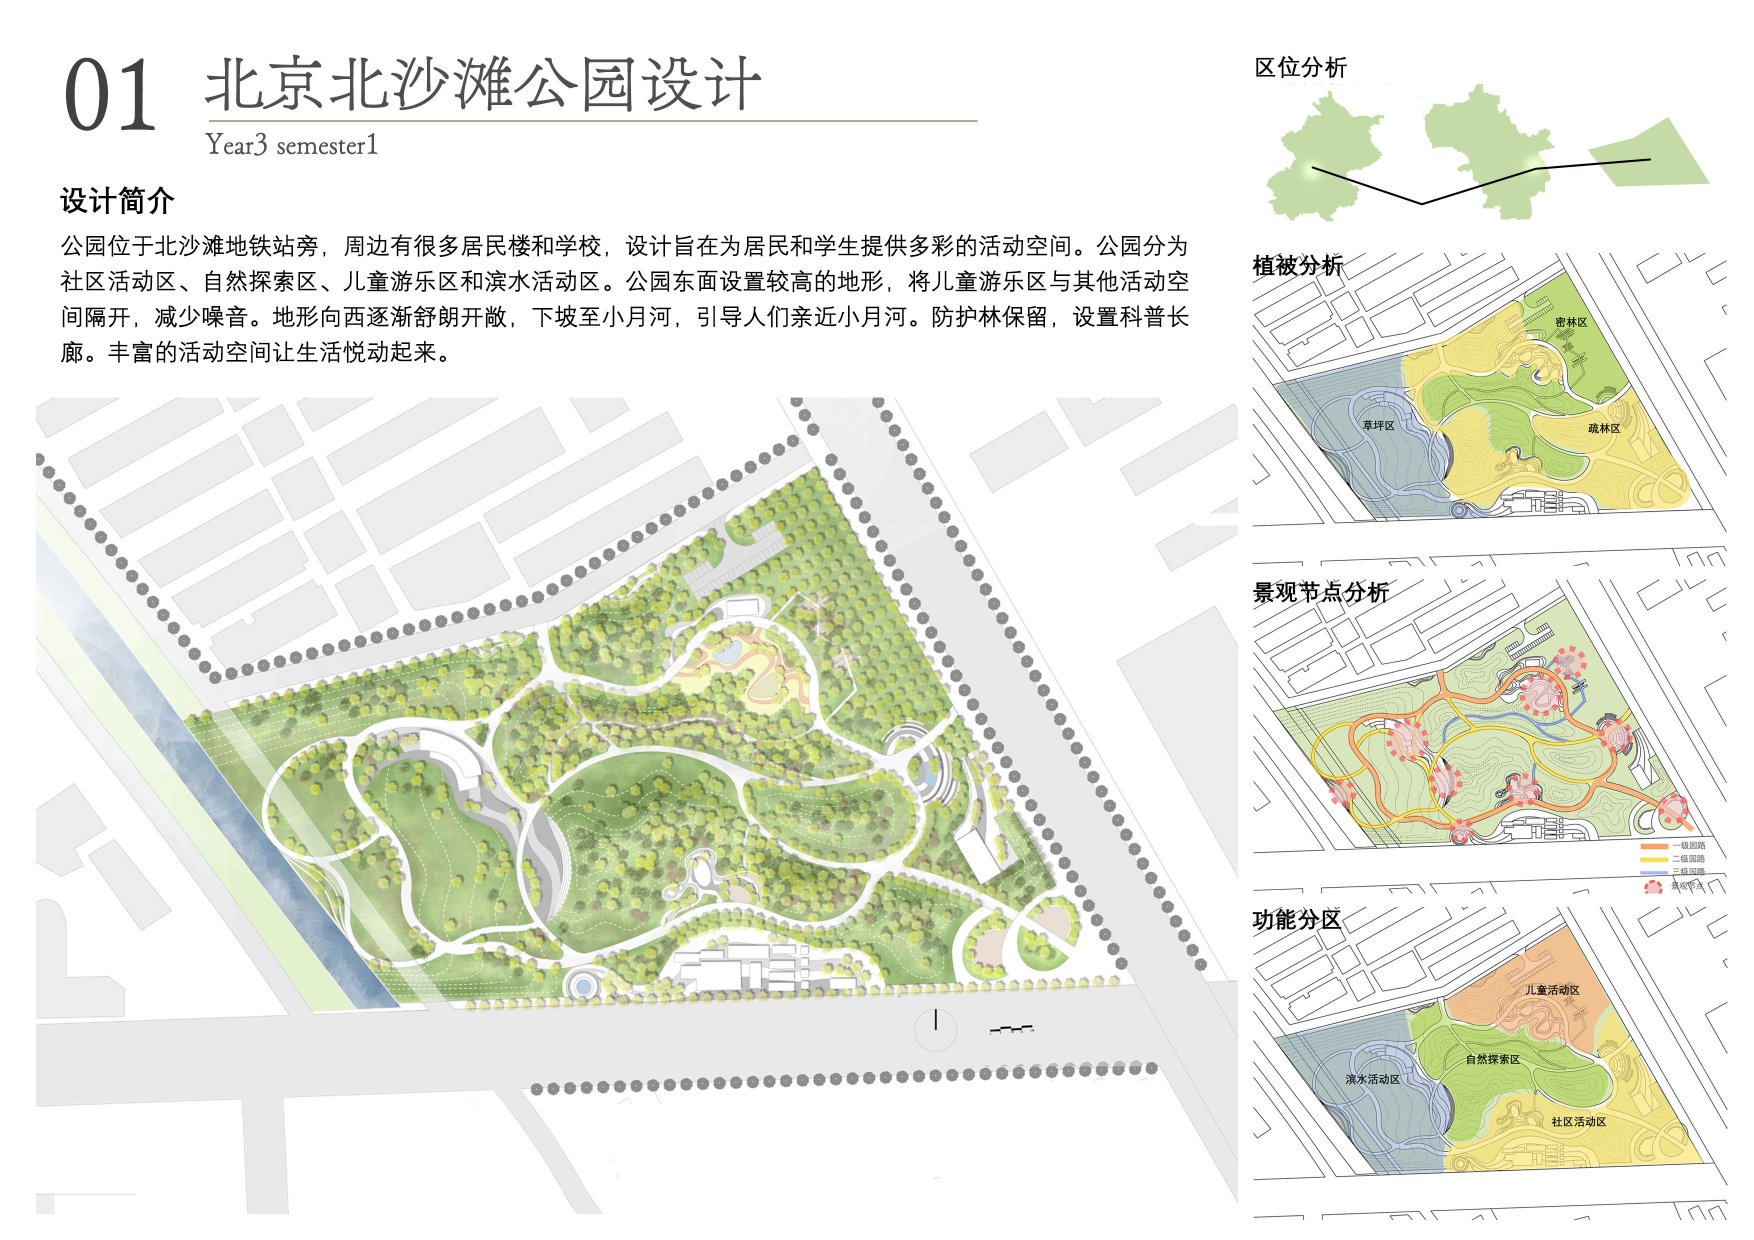 01 北京北沙滩公园设计
Year3 semester1
设计简介
公园位于北沙滩地铁站旁，周边有很多居民楼和学校，设计旨在为居民和学生提供多彩的活动空间。公园分为
社区活动区、自然探索区、儿童游乐区和滨水活动区。公园东面设置较高的地形，将儿童游乐区与其他活动空
间隔开，减少噪音。地形向西逐渐舒朗开敞，下坡至小月河，引导人们亲近小月河。防护林保留，设置科普长
廊。丰富的活动空间让生活悦动起来。
区位分析
植被分析
密林区
草坪区
疏林区
景观节点分析
一级园路
二级园路
三级园路
景观节点
功能分区
儿童活动区
自然探索区
滨水活动区
社区活动区